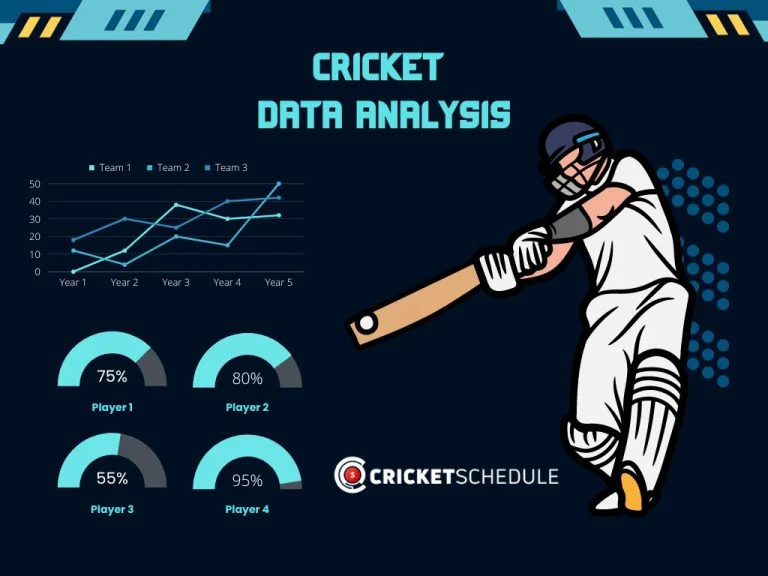 CRICKET
DATA ANALYSIS
Team 1 Team 2 Team 3
50
40
30
20
10
0
Year 1 Year 2 Year 3 Year 4 Year 5
75%
80%
Player 1
Player 2
55%
95%
Player 3
Player 4
CRICKETSCHEDULE